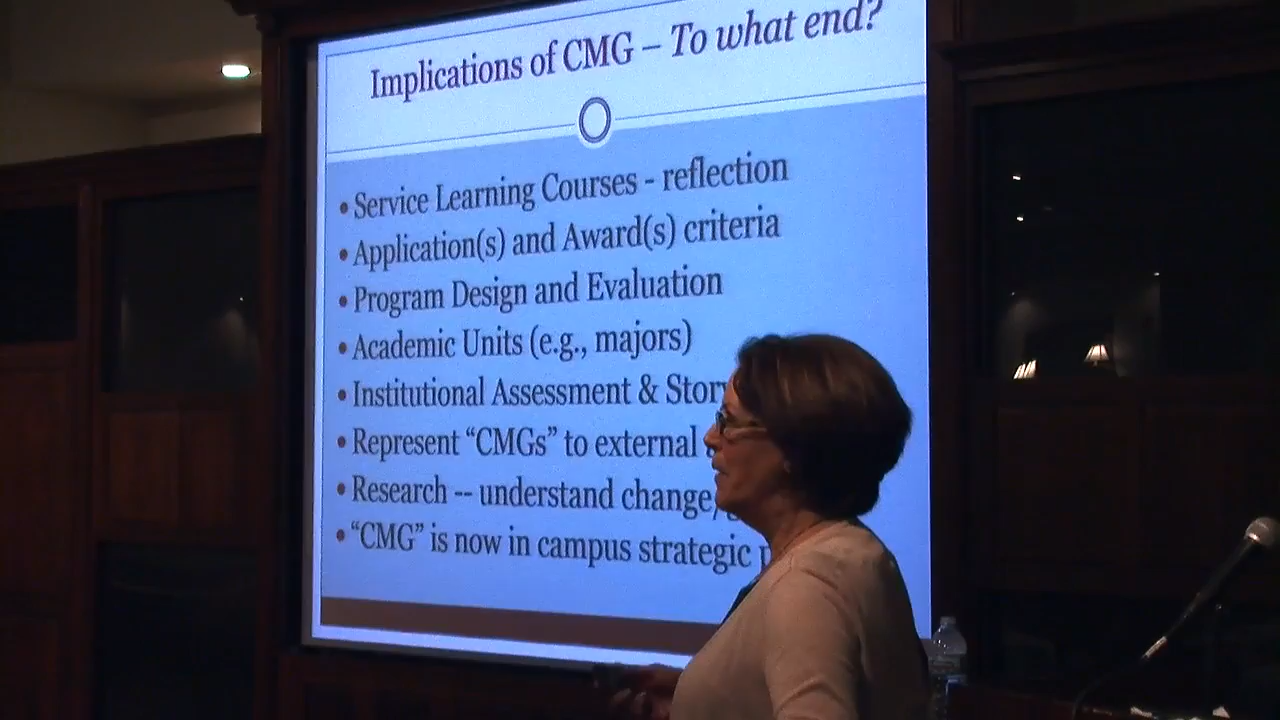 Implications of CMG – To what end?
• Service Learning Courses - reflection
• Application(s) and Award(s) criteria
• Program Design and Evaluation
• Academic Units (e.g., majors)
• Institutional Assessment &
• Represent “CMGs” to external
• Research -- understand change/
• “CMG” is now in campus strategic